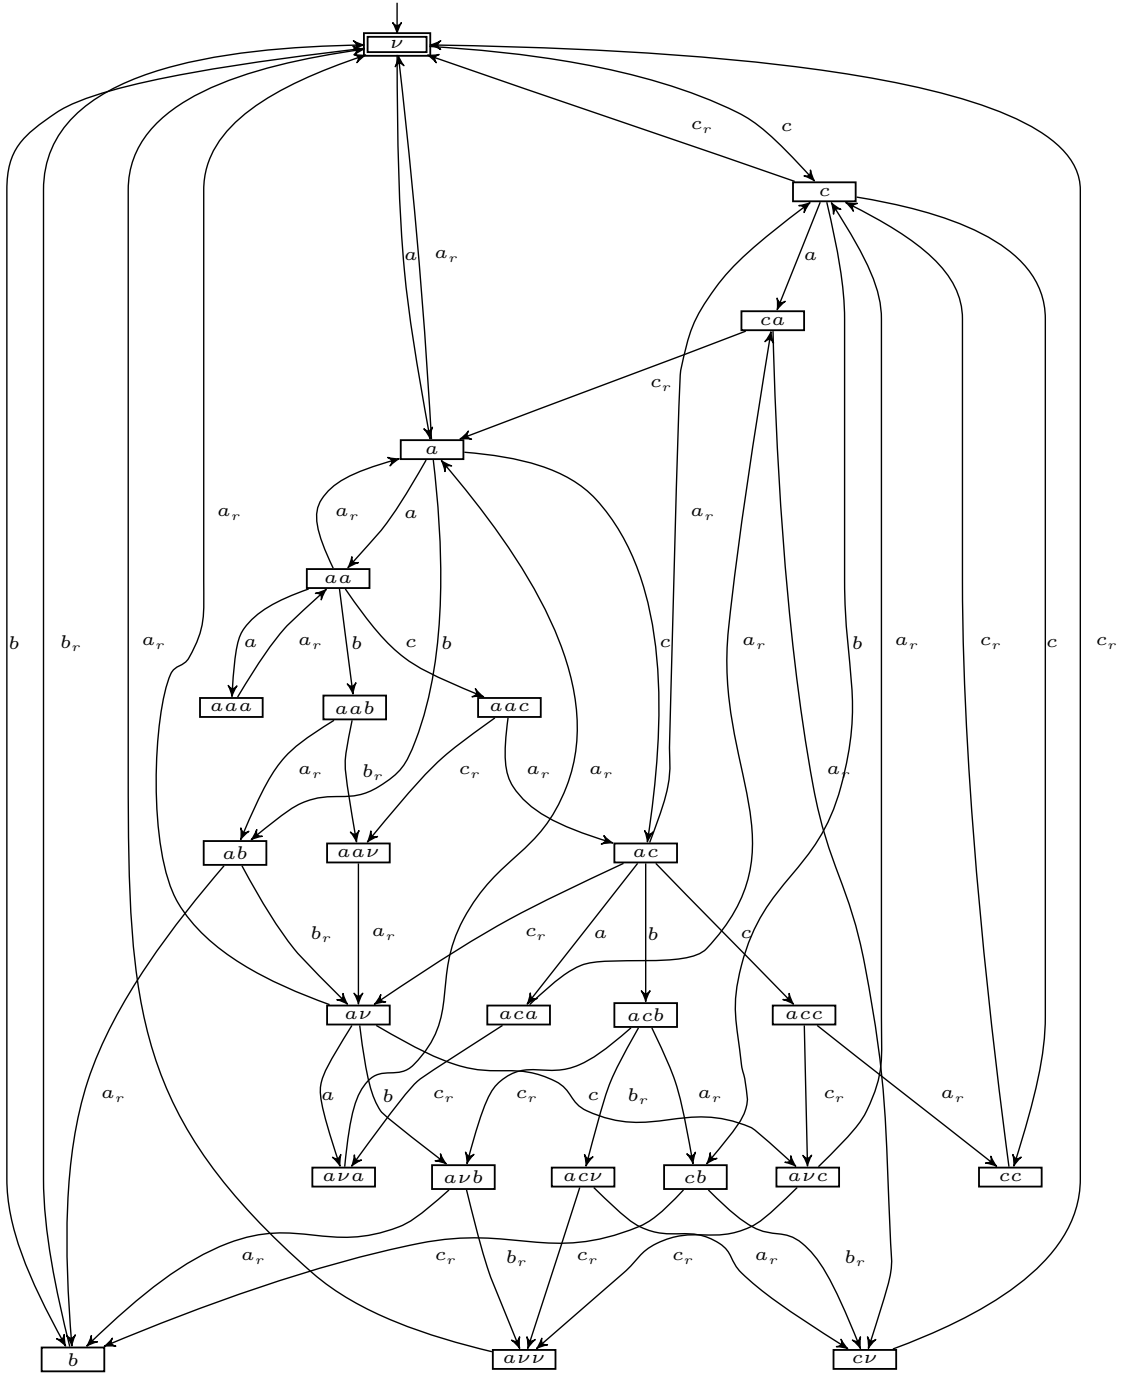 ν
c_r c
c
a a_r a
ca
c_r
a
a_r a_r a a_r
aa
b b_r a_r a a_r b c b c a_r b a_r c_r c c_r
aaa aab aac
a_r b_r c_r a_r a_r a_r
ab aaν ac
b_r a_r c_r a b c
aν aca acb acc
a_r a b c_r c_r c b_r a_r c_r a_r
aνa aνb acν cb aνc cc
a_r c_r b_r c_r c_r a_r b_r
b aνν cν